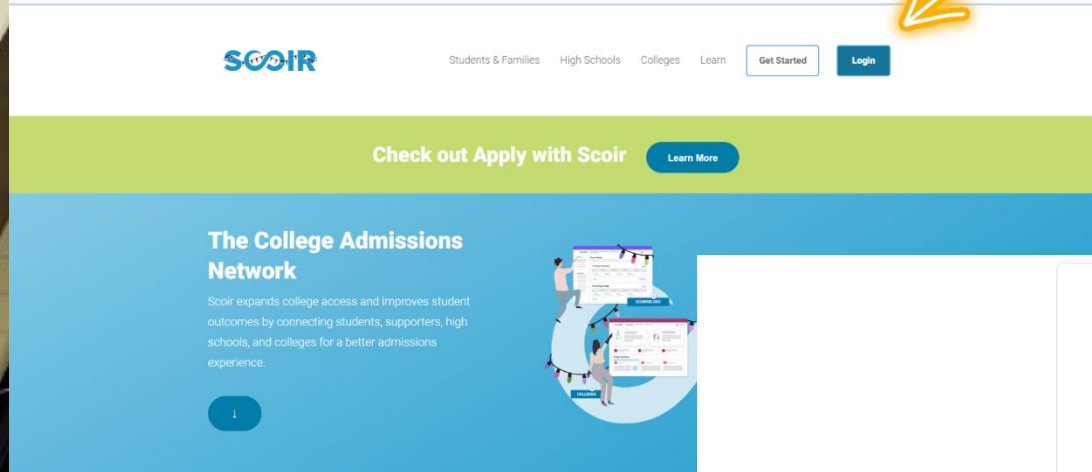 SCOIR
Students & Families High Schools Colleges Learn Get Started Login
Check out Apply with Scoir Learn More
The College Admissions
Network
Scoir expands college access and improves student
outcomes by connecting students, supporters, high
schools, and colleges for a better admissions
experience.
↓
COUNSELORS
COLLEGES